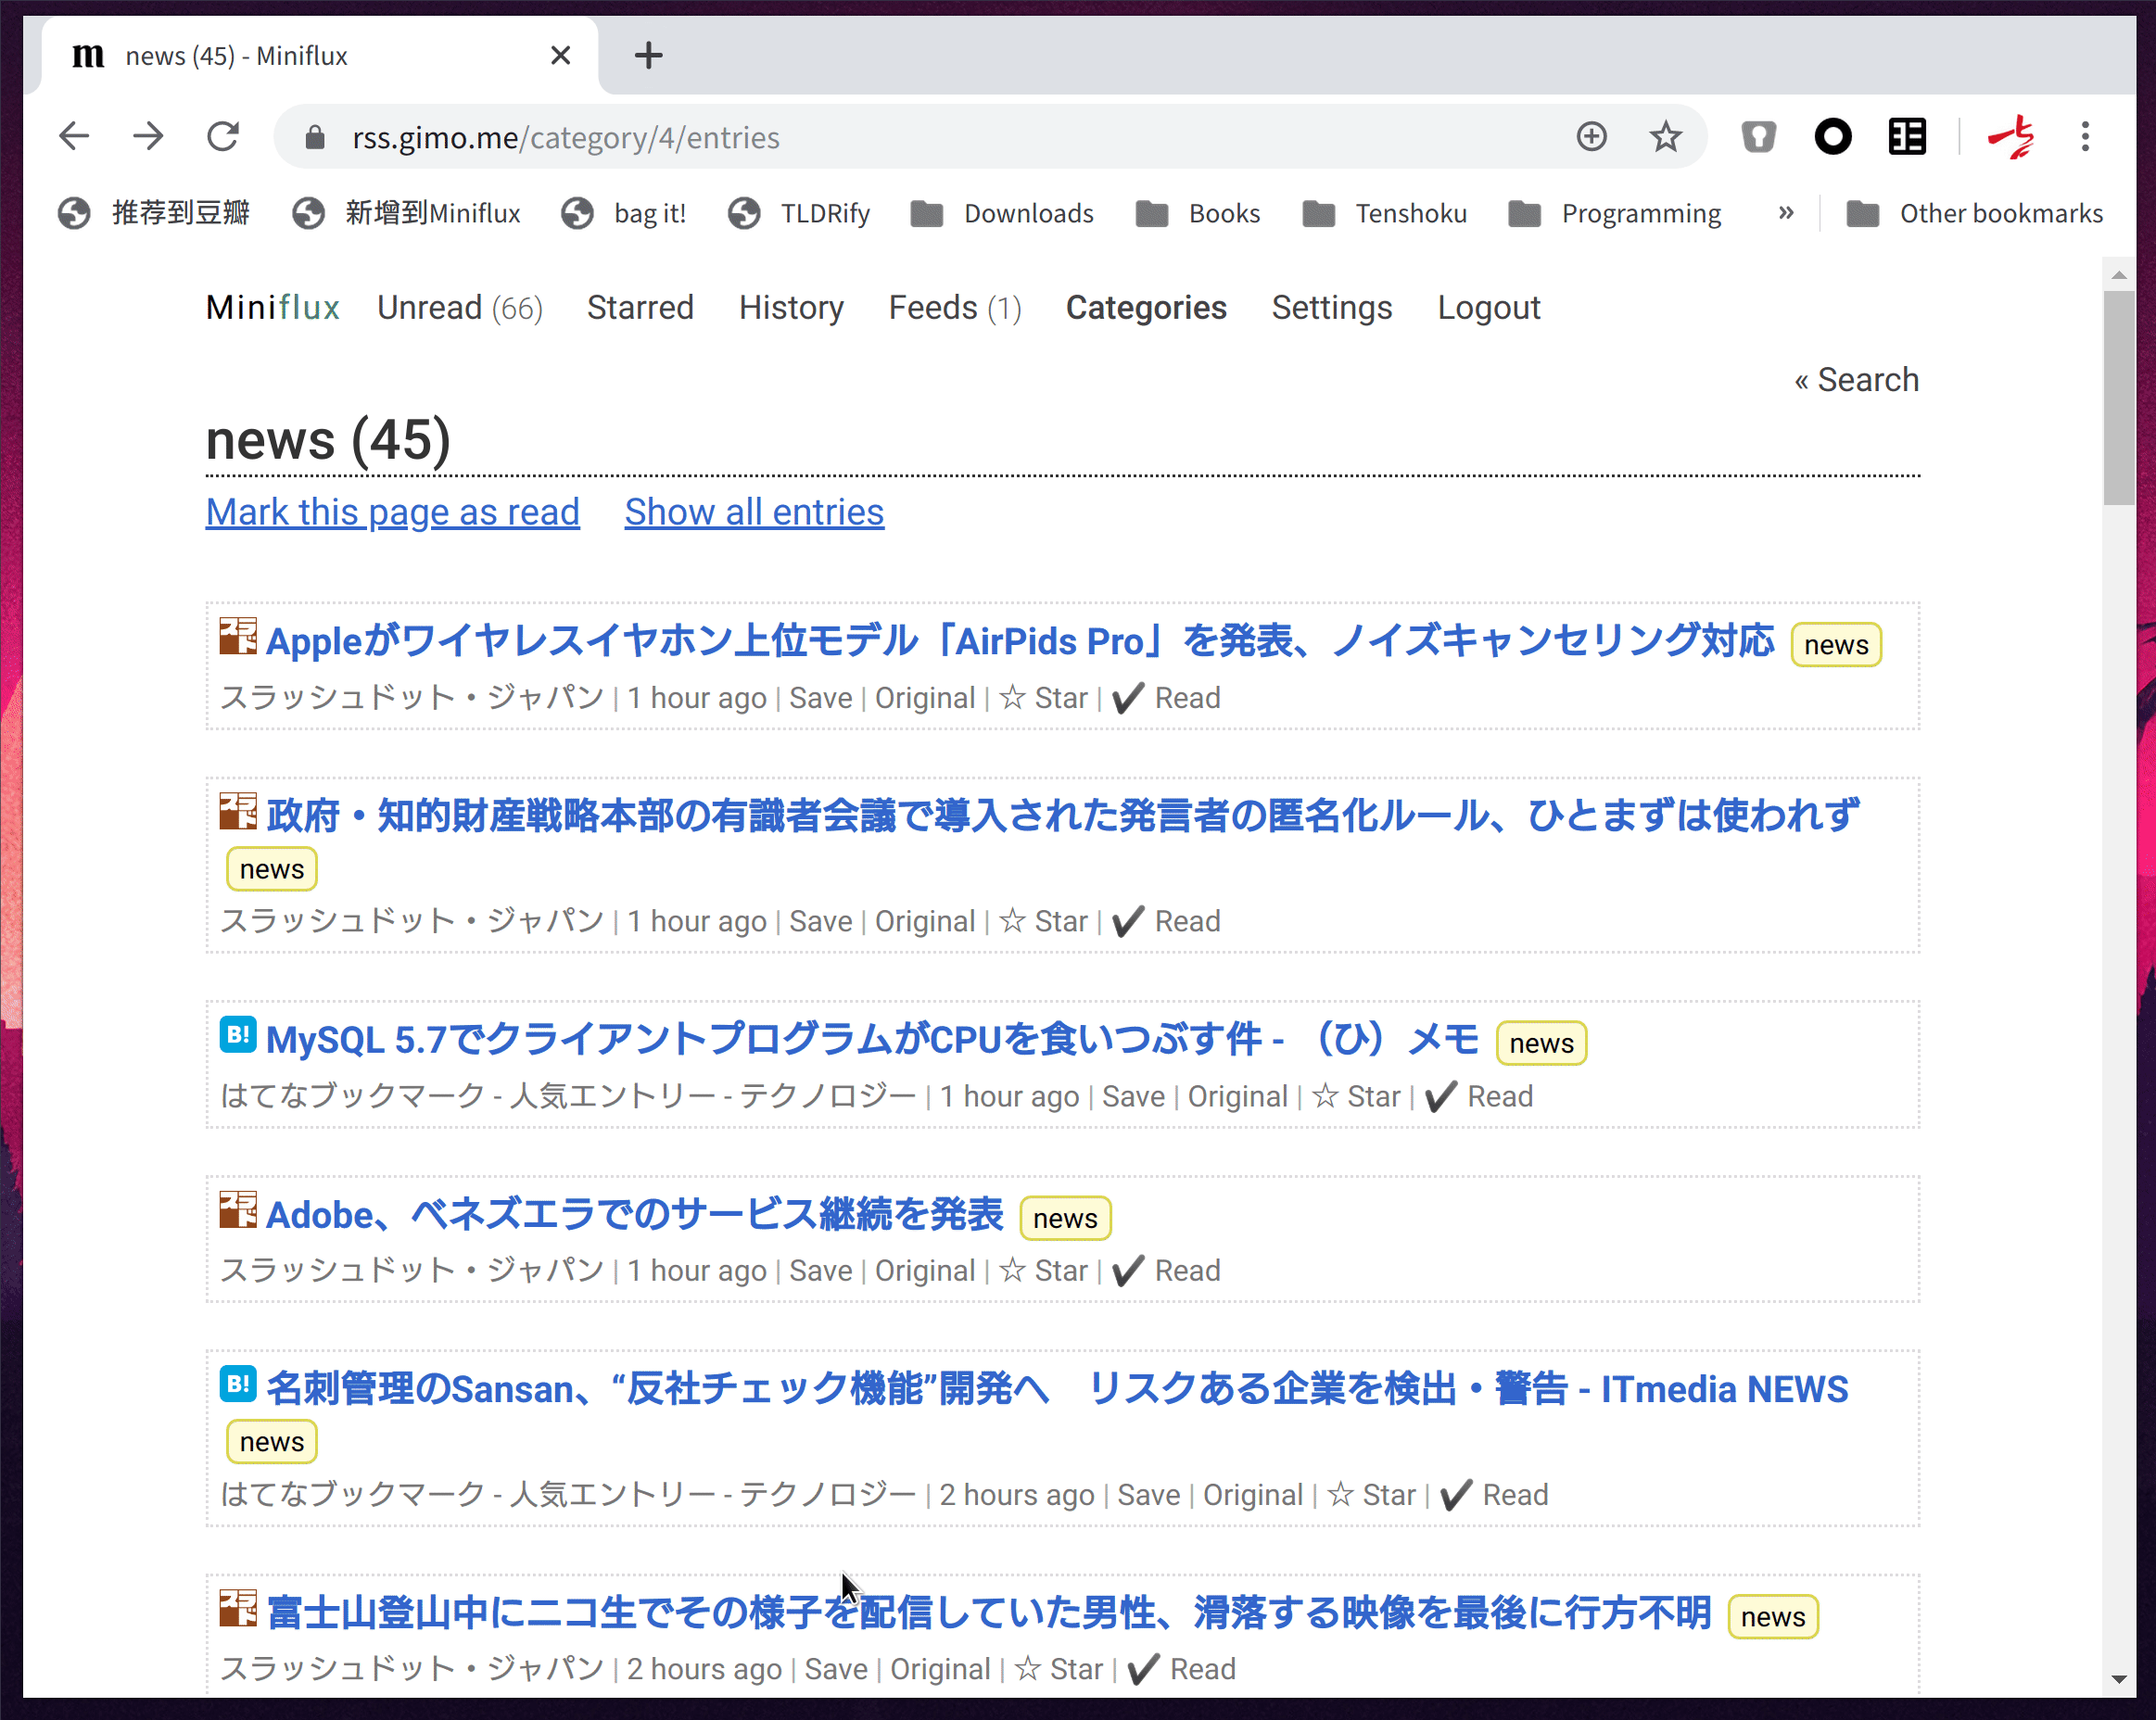 m news (45) - Miniflux
rss.gimo.me/category/4/entries
推荐到豆瓣 新增到Miniflux bag it! TLDRify Downloads Books Tenshoku Programming » Other bookmarks
Miniflux Unread (66) Starred History Feeds (1) Categories Settings Logout
« Search
news (45)
Mark this page as read Show all entries
スラド Appleがワイヤレスイヤホン上位モデル「AirPids Pro」を発表、ノイズキャンセリング対応 news
スラッシュドット・ジャパン | 1 hour ago | Save | Original | ☆ Star | ✔ Read
スラド 政府・知的財産戦略本部の有識者会議で導入された発言者の匿名化ルール、ひとまずは使われず
news
スラッシュドット・ジャパン | 1 hour ago | Save | Original | ☆ Star | ✔ Read
B! MySQL 5.7でクライアントプログラムがCPUを食いつぶす件 - （ひ）メモ news
はてなブックマーク - 人気エントリー - テクノロジー | 1 hour ago | Save | Original | ☆ Star | ✔ Read
スラド Adobe、ベネズエラでのサービス継続を発表 news
スラッシュドット・ジャパン | 1 hour ago | Save | Original | ☆ Star | ✔ Read
B! 名刺管理のSansan、“反社チェック機能”開発へ　リスクある企業を検出・警告 - ITmedia NEWS
news
はてなブックマーク - 人気エントリー - テクノロジー | 2 hours ago | Save | Original | ☆ Star | ✔ Read
スラド 富士山登山中にニコ生でその様子を配信していた男性、滑落する映像を最後に行方不明 news
スラッシュドット・ジャパン | 2 hours ago | Save | Original | ☆ Star | ✔ Read